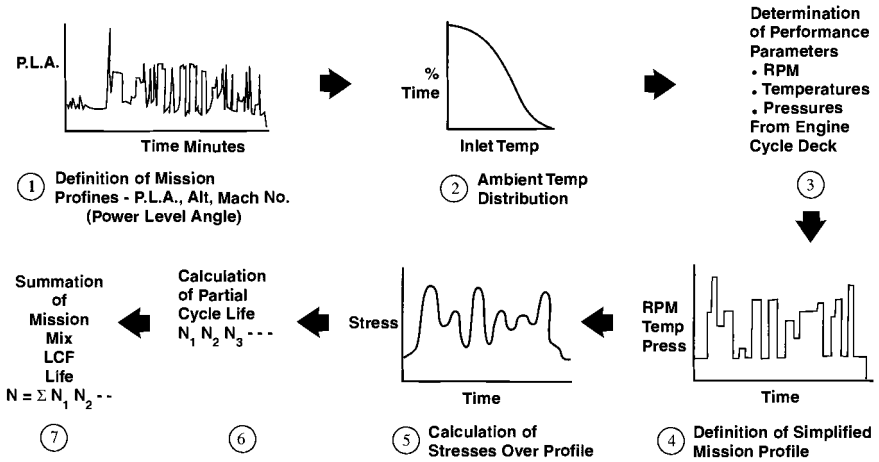 P.L.A.
Time Minutes
1 Definition of Mission
Profines - P.L.A., Alt, Mach No.
(Power Level Angle)
%
Time
Inlet Temp
2 Ambient Temp
Distribution
Determination
of Performance
Parameters
• RPM
• Temperatures
• Pressures
From Engine
Cycle Deck
3
RPM
Temp
Press
Time
4 Definition of Simplified
Mission Profile
Stress
Time
5 Calculation of
Stresses Over Profile
Calculation
of Partial
Cycle Life
N₁ N₂ N₃ - - -
6
Summation
of
Mission
Mix
LCF
Life
N = Σ N₁ N₂ - -
7